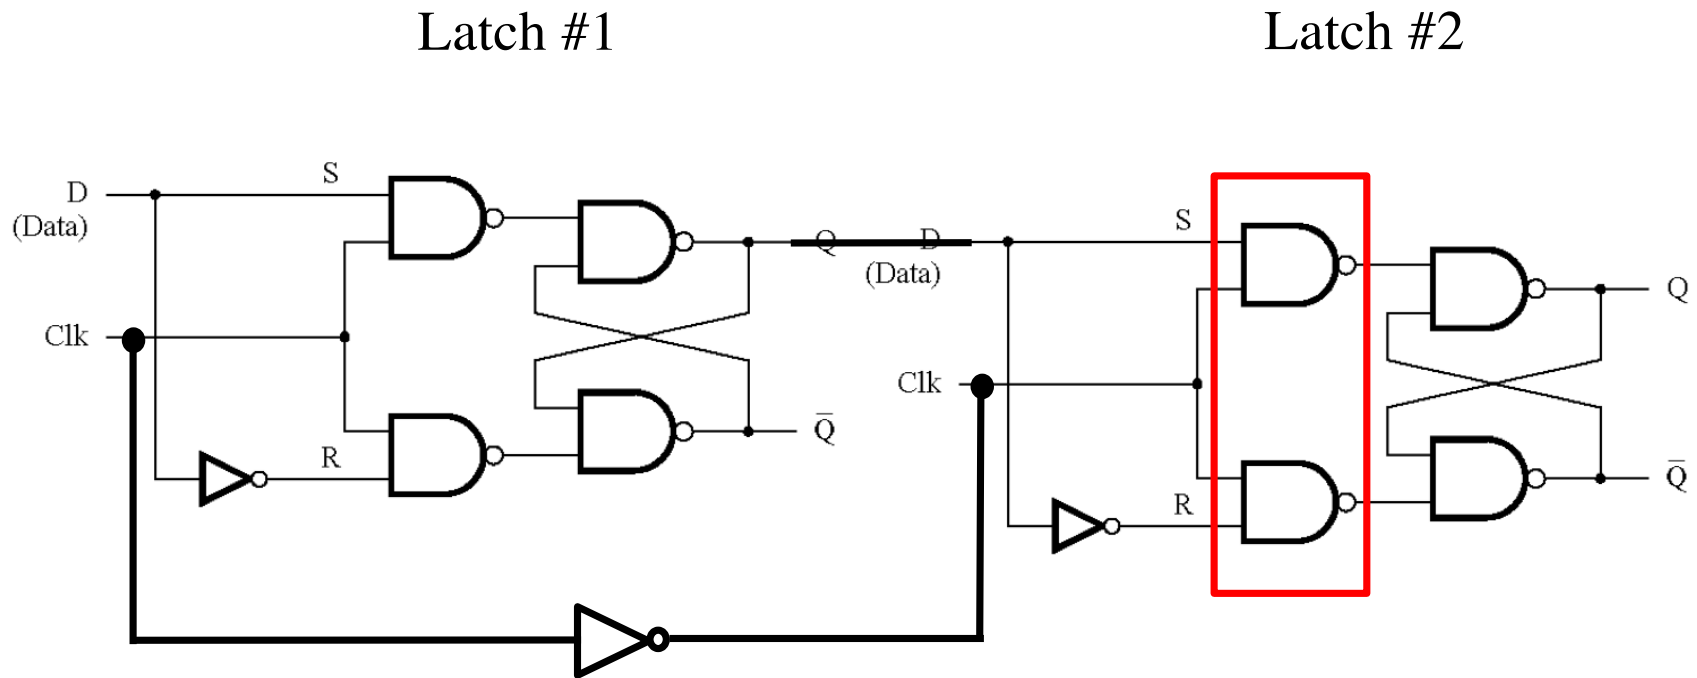 Latch #1
Latch #2
D
(Data)
S
Clk
R
Q
Q̅
D
(Data)
S
Clk
R
Q
Q̅